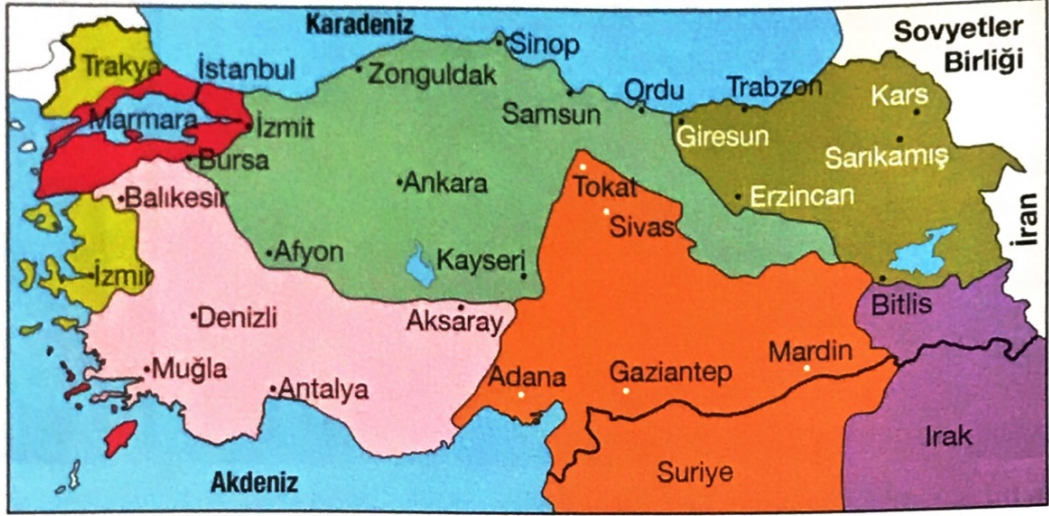 Karadeniz
Sovyetler
Birliği
Sinop
Trakya
İstanbul
Zonguldak
Samsun
Ordu
Trabzon
Kars
Marmara
İzmit
Giresun
Sarıkamış
Bursa
Balıkesir
Ankara
Tokat
Erzincan
Sivas
İran
Afyon
Kayseri
İzmir
Bitlis
Denizli
Aksaray
Muğla
Antalya
Adana
Gaziantep
Mardin
Irak
Akdeniz
Suriye